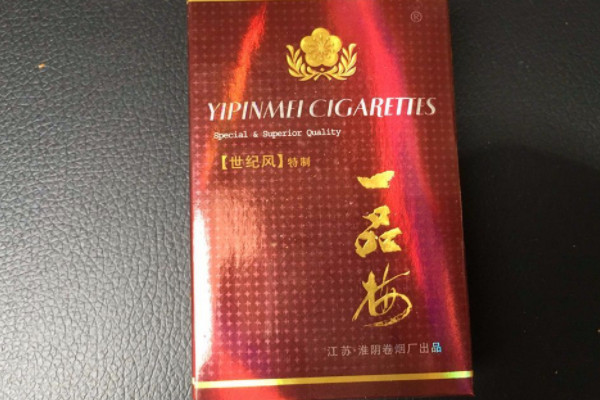 ®
YIPINMEI CIGARETTES
Special & Superior Quality
【世纪风】特制
一品梅
江苏·淮阴卷烟厂出品